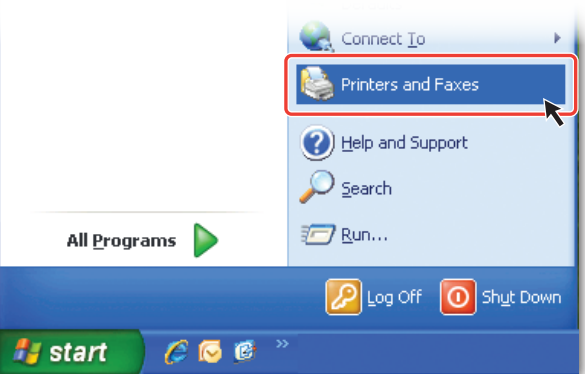 Connect To
Printers and Faxes
Help and Support
Search
All Programs
Run...
Log Off
Shut Down
start